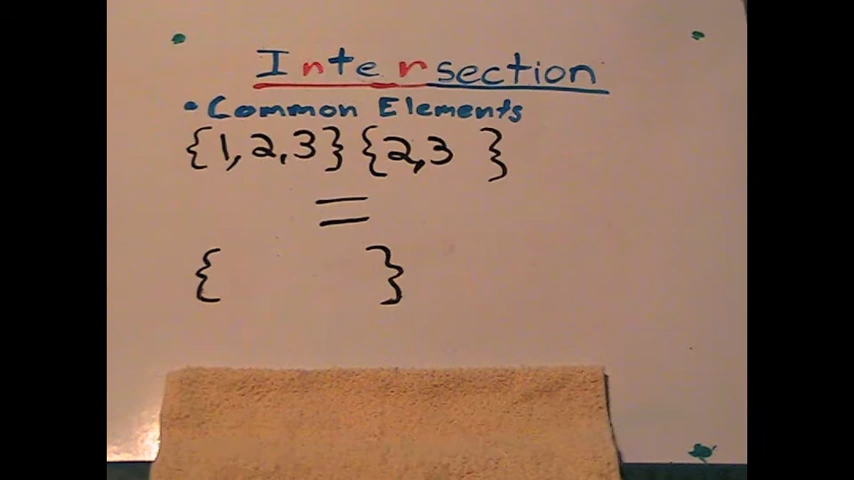 Intersection
• Common Elements
{1,2,3} {2,3 }
=
{ }